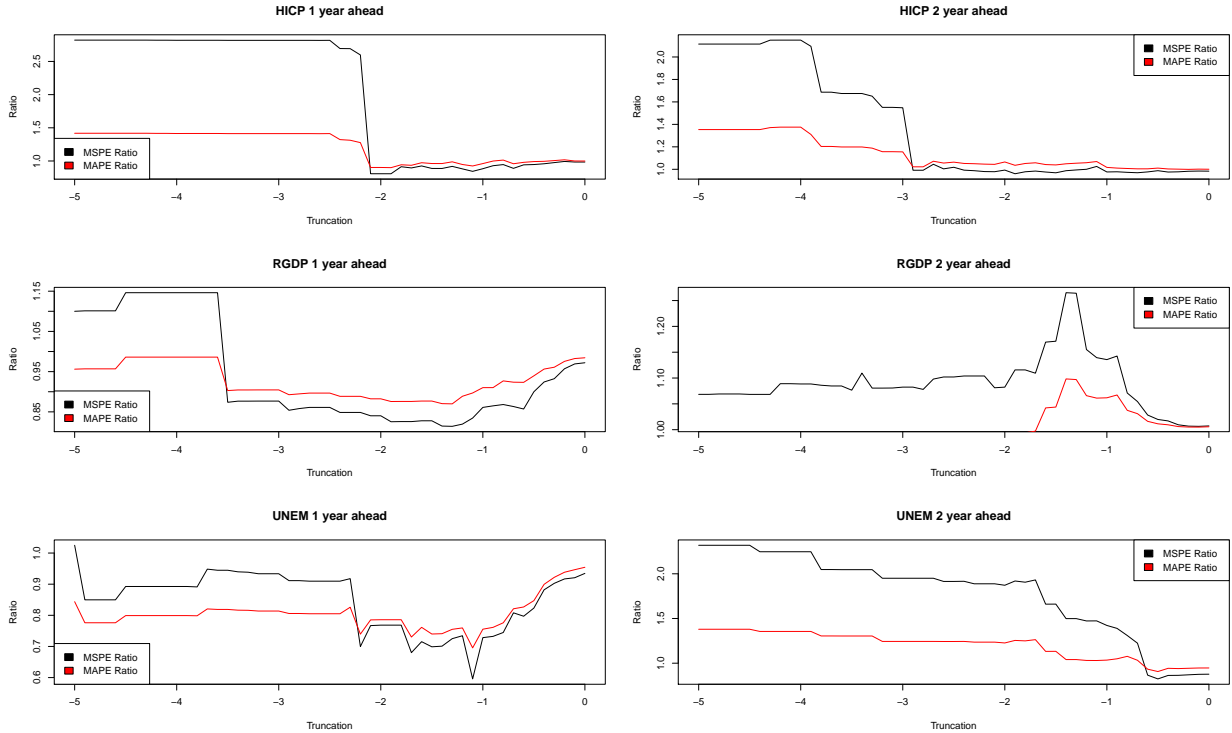 HICP 1 year ahead
Ratio
2.5
2.0
1.5
1.0
MSPE Ratio
MAPE Ratio
−5
−4
−3
−2
−1
0
Truncation
HICP 2 year ahead
Ratio
2.0
1.8
1.6
1.4
1.2
1.0
MSPE Ratio
MAPE Ratio
−5
−4
−3
−2
−1
0
Truncation
RGDP 1 year ahead
Ratio
1.15
1.05
0.95
0.85
MSPE Ratio
MAPE Ratio
−5
−4
−3
−2
−1
0
Truncation
RGDP 2 year ahead
Ratio
1.20
1.10
1.00
MSPE Ratio
MAPE Ratio
−5
−4
−3
−2
−1
0
Truncation
UNEM 1 year ahead
Ratio
1.0
0.9
0.8
0.7
0.6
MSPE Ratio
MAPE Ratio
−5
−4
−3
−2
−1
0
Truncation
UNEM 2 year ahead
Ratio
2.0
1.5
1.0
MSPE Ratio
MAPE Ratio
−5
−4
−3
−2
−1
0
Truncation